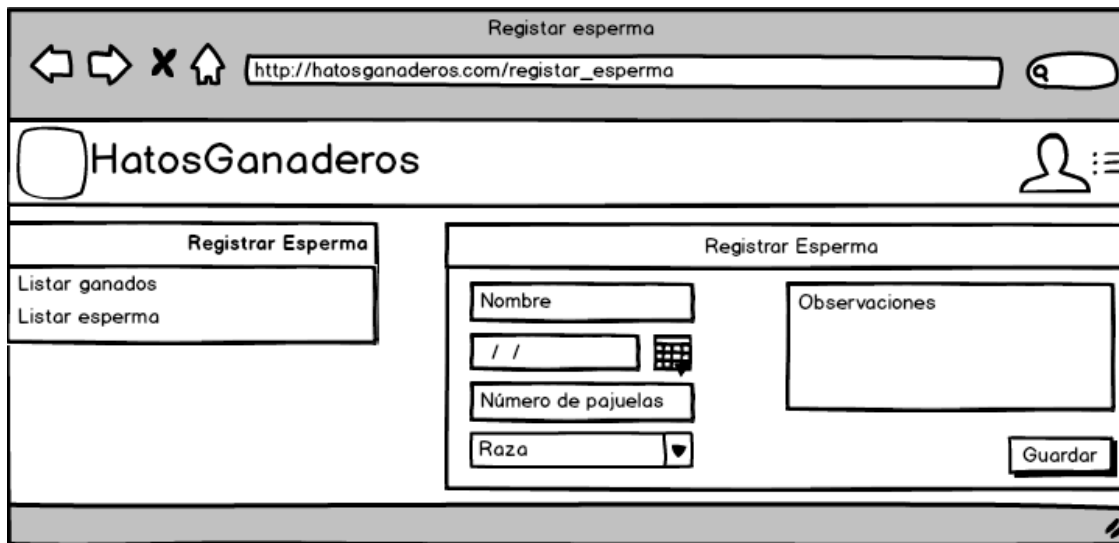 Registar esperma
http://hatosganaderos.com/registar_esperma
HatosGanaderos
Registrar Esperma
Listar ganados
Listar esperma
Registrar Esperma
Nombre
/ /
Número de pajuelas
Raza
Observaciones
Guardar